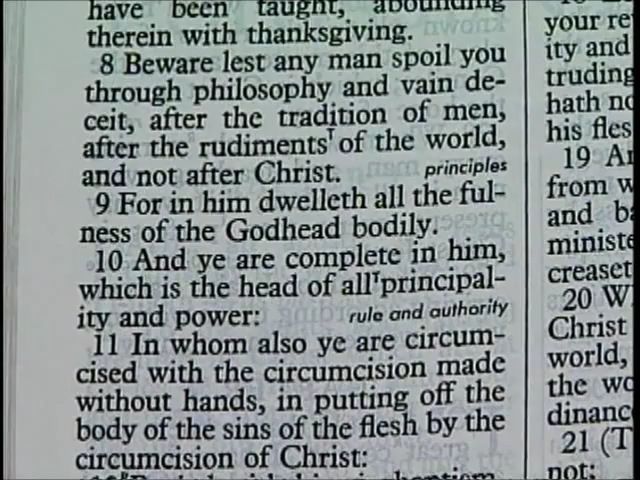 have been taught, abounding
therein with thanksgiving.
8 Beware lest any man spoil you
through philosophy and vain de-
ceit, after the tradition of men,
after the rudimentsᵀ of the world,
and not after Christ. principles
9 For in him dwelleth all the ful-
ness of the Godhead bodily.
10 And ye are complete in him,
which is the head of allᵀprincipal-
ity and power: rule and authority
11 In whom also ye are circum-
cised with the circumcision made
without hands, in putting off the
body of the sins of the flesh by the
circumcision of Christ:
your re
ity and
truding
hath no
his fles
19 An
from w
and ba
ministe
creaset
20 W
Christ
world,
the wo
dinanc
21 (T
not: